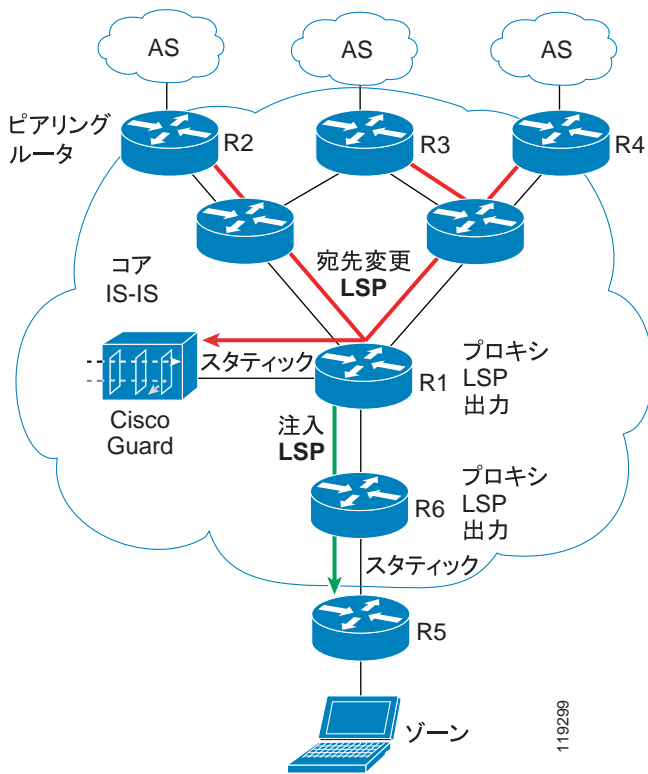 AS
AS
AS
ピアリング
ルータ
R2
R3
R4
コア
IS-IS
宛先変更
LSP
スタティック
R1
プロキシ
LSP
出力
Cisco
Guard
注入
LSP
R6
プロキシ
LSP
出力
スタティック
R5
ゾーン
119299